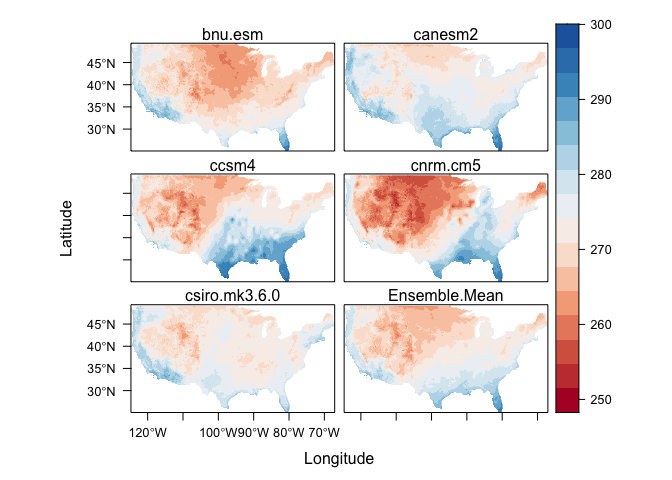 bnu.esm
canesm2
ccsm4
cnrm.cm5
csiro.mk3.6.0
Ensemble.Mean
45°N
40°N
35°N
30°N
45°N
40°N
35°N
30°N
120°W
100°W
90°W
80°W
70°W
Latitude
Longitude
300
290
280
270
260
250